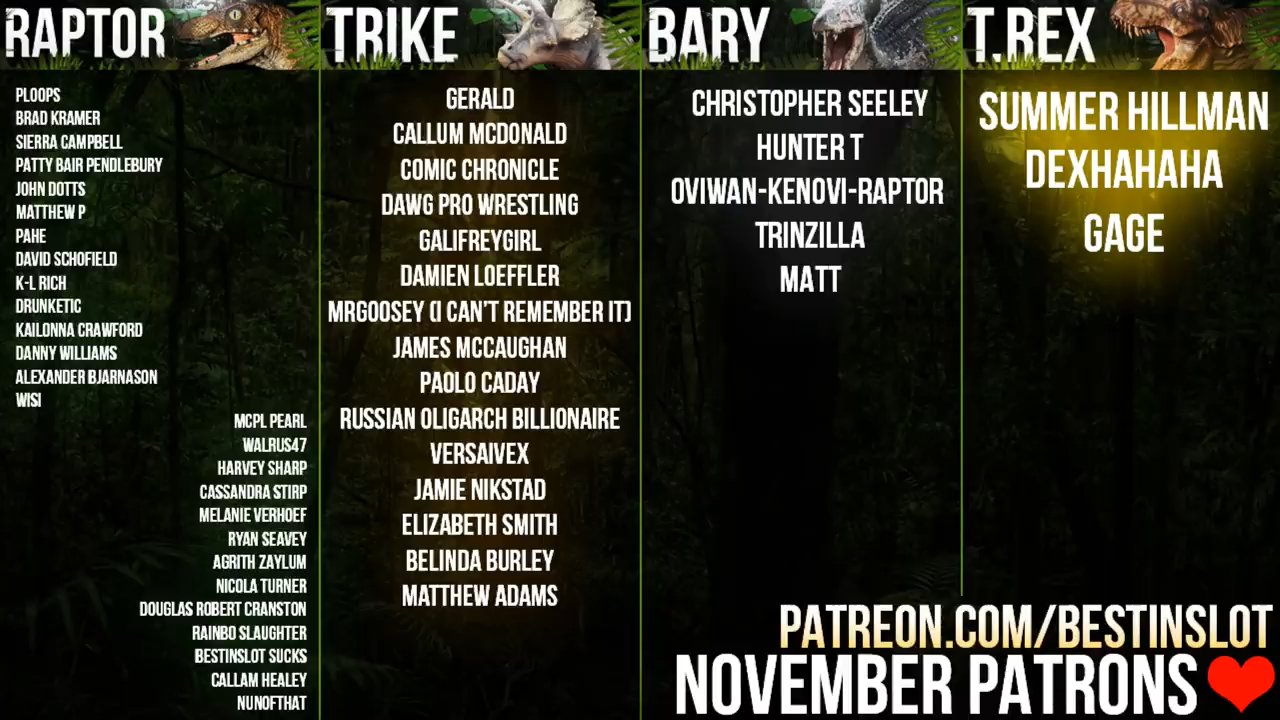 RAPTOR
PLOOPS
BRAD KRAMER
SIERRA CAMPBELL
PATTY BAIR PENDLEBURY
JOHN DOTTS
MATTHEW P
PAHE
DAVID SCHOFIELD
K-L RICH
DRUNKETIC
KAILONNA CRAWFORD
DANNY WILLIAMS
ALEXANDER BJARNASON
WISI
MCPL PEARL
WALRUS47
HARVEY SHARP
CASSANDRA STIRP
MELANIE VERHOEF
RYAN SEAVEY
AGRITH ZAYLUM
NICOLA TURNER
DOUGLAS ROBERT CRANSTON
RAINBO SLAUGHTER
BESTINSLOT SUCKS
CALLAM HEALEY
NUNOFTHAT
TRIKE
GERALD
CALLUM MCDONALD
COMIC CHRONICLE
DAWG PRO WRESTLING
GALIFREYGIRL
DAMIEN LOEFFLER
MRGOOSEY (I CAN'T REMEMBER IT)
JAMES MCCAUGHAN
PAOLO CADAY
RUSSIAN OLIGARCH BILLIONAIRE
VERSAIVEX
JAMIE NIKSTAD
ELIZABETH SMITH
BELINDA BURLEY
MATTHEW ADAMS
BARY
CHRISTOPHER SEELEY
HUNTER T
OVIWAN-KENOVI-RAPTOR
TRINZILLA
MATT
T.REX
SUMMER HILLMAN
DEXHAHAHA
GAGE
PATREON.COM/BESTINSLOT
NOVEMBER PATRONS